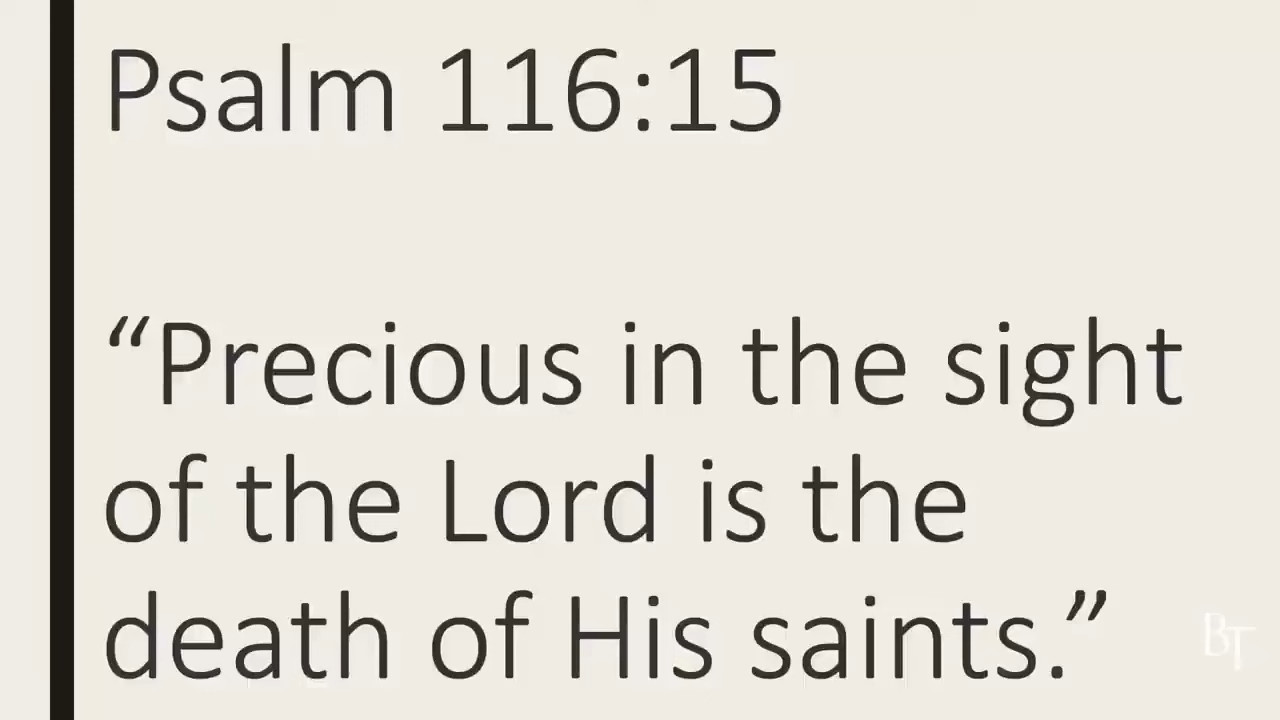 Psalm 116:15
“Precious in the sight
of the Lord is the
death of His saints.”
BT